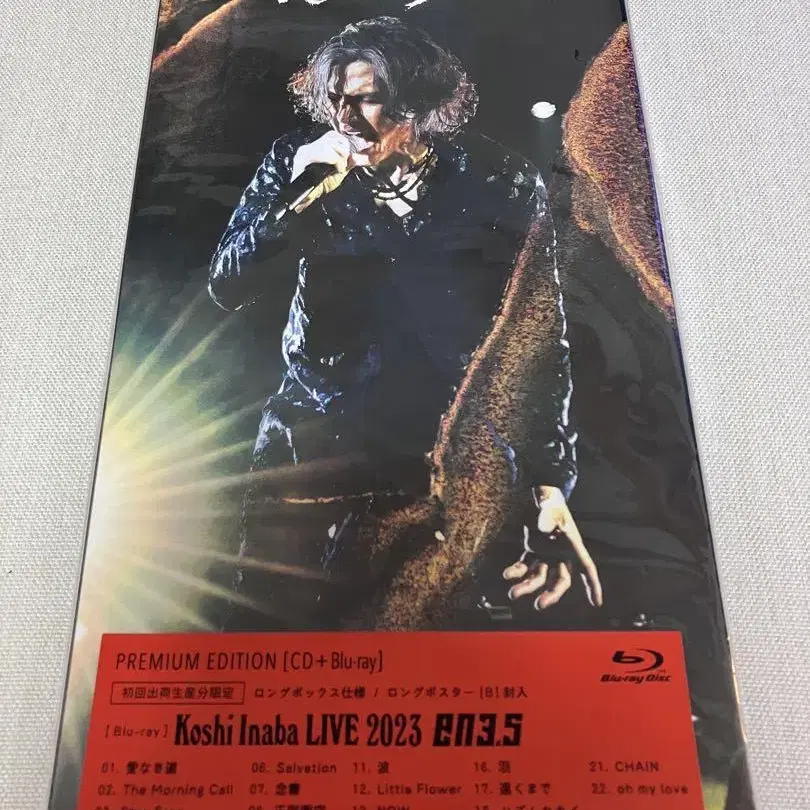 PREMIUM EDITION [CD+Blu-ray]
Blu-ray Disc
初回出荷生産分限定 ロングボックス仕様 / ロングポスター [B] 封入
[Blu-ray] Koshi Inaba LIVE 2023 en3.5
01. 愛なき道 06. Salvation 11. 波 16. 羽 21. CHAIN
02. The Morning Call 07. 念書 12. Little Flower 17. 遠くまで 22. oh my love
NOW